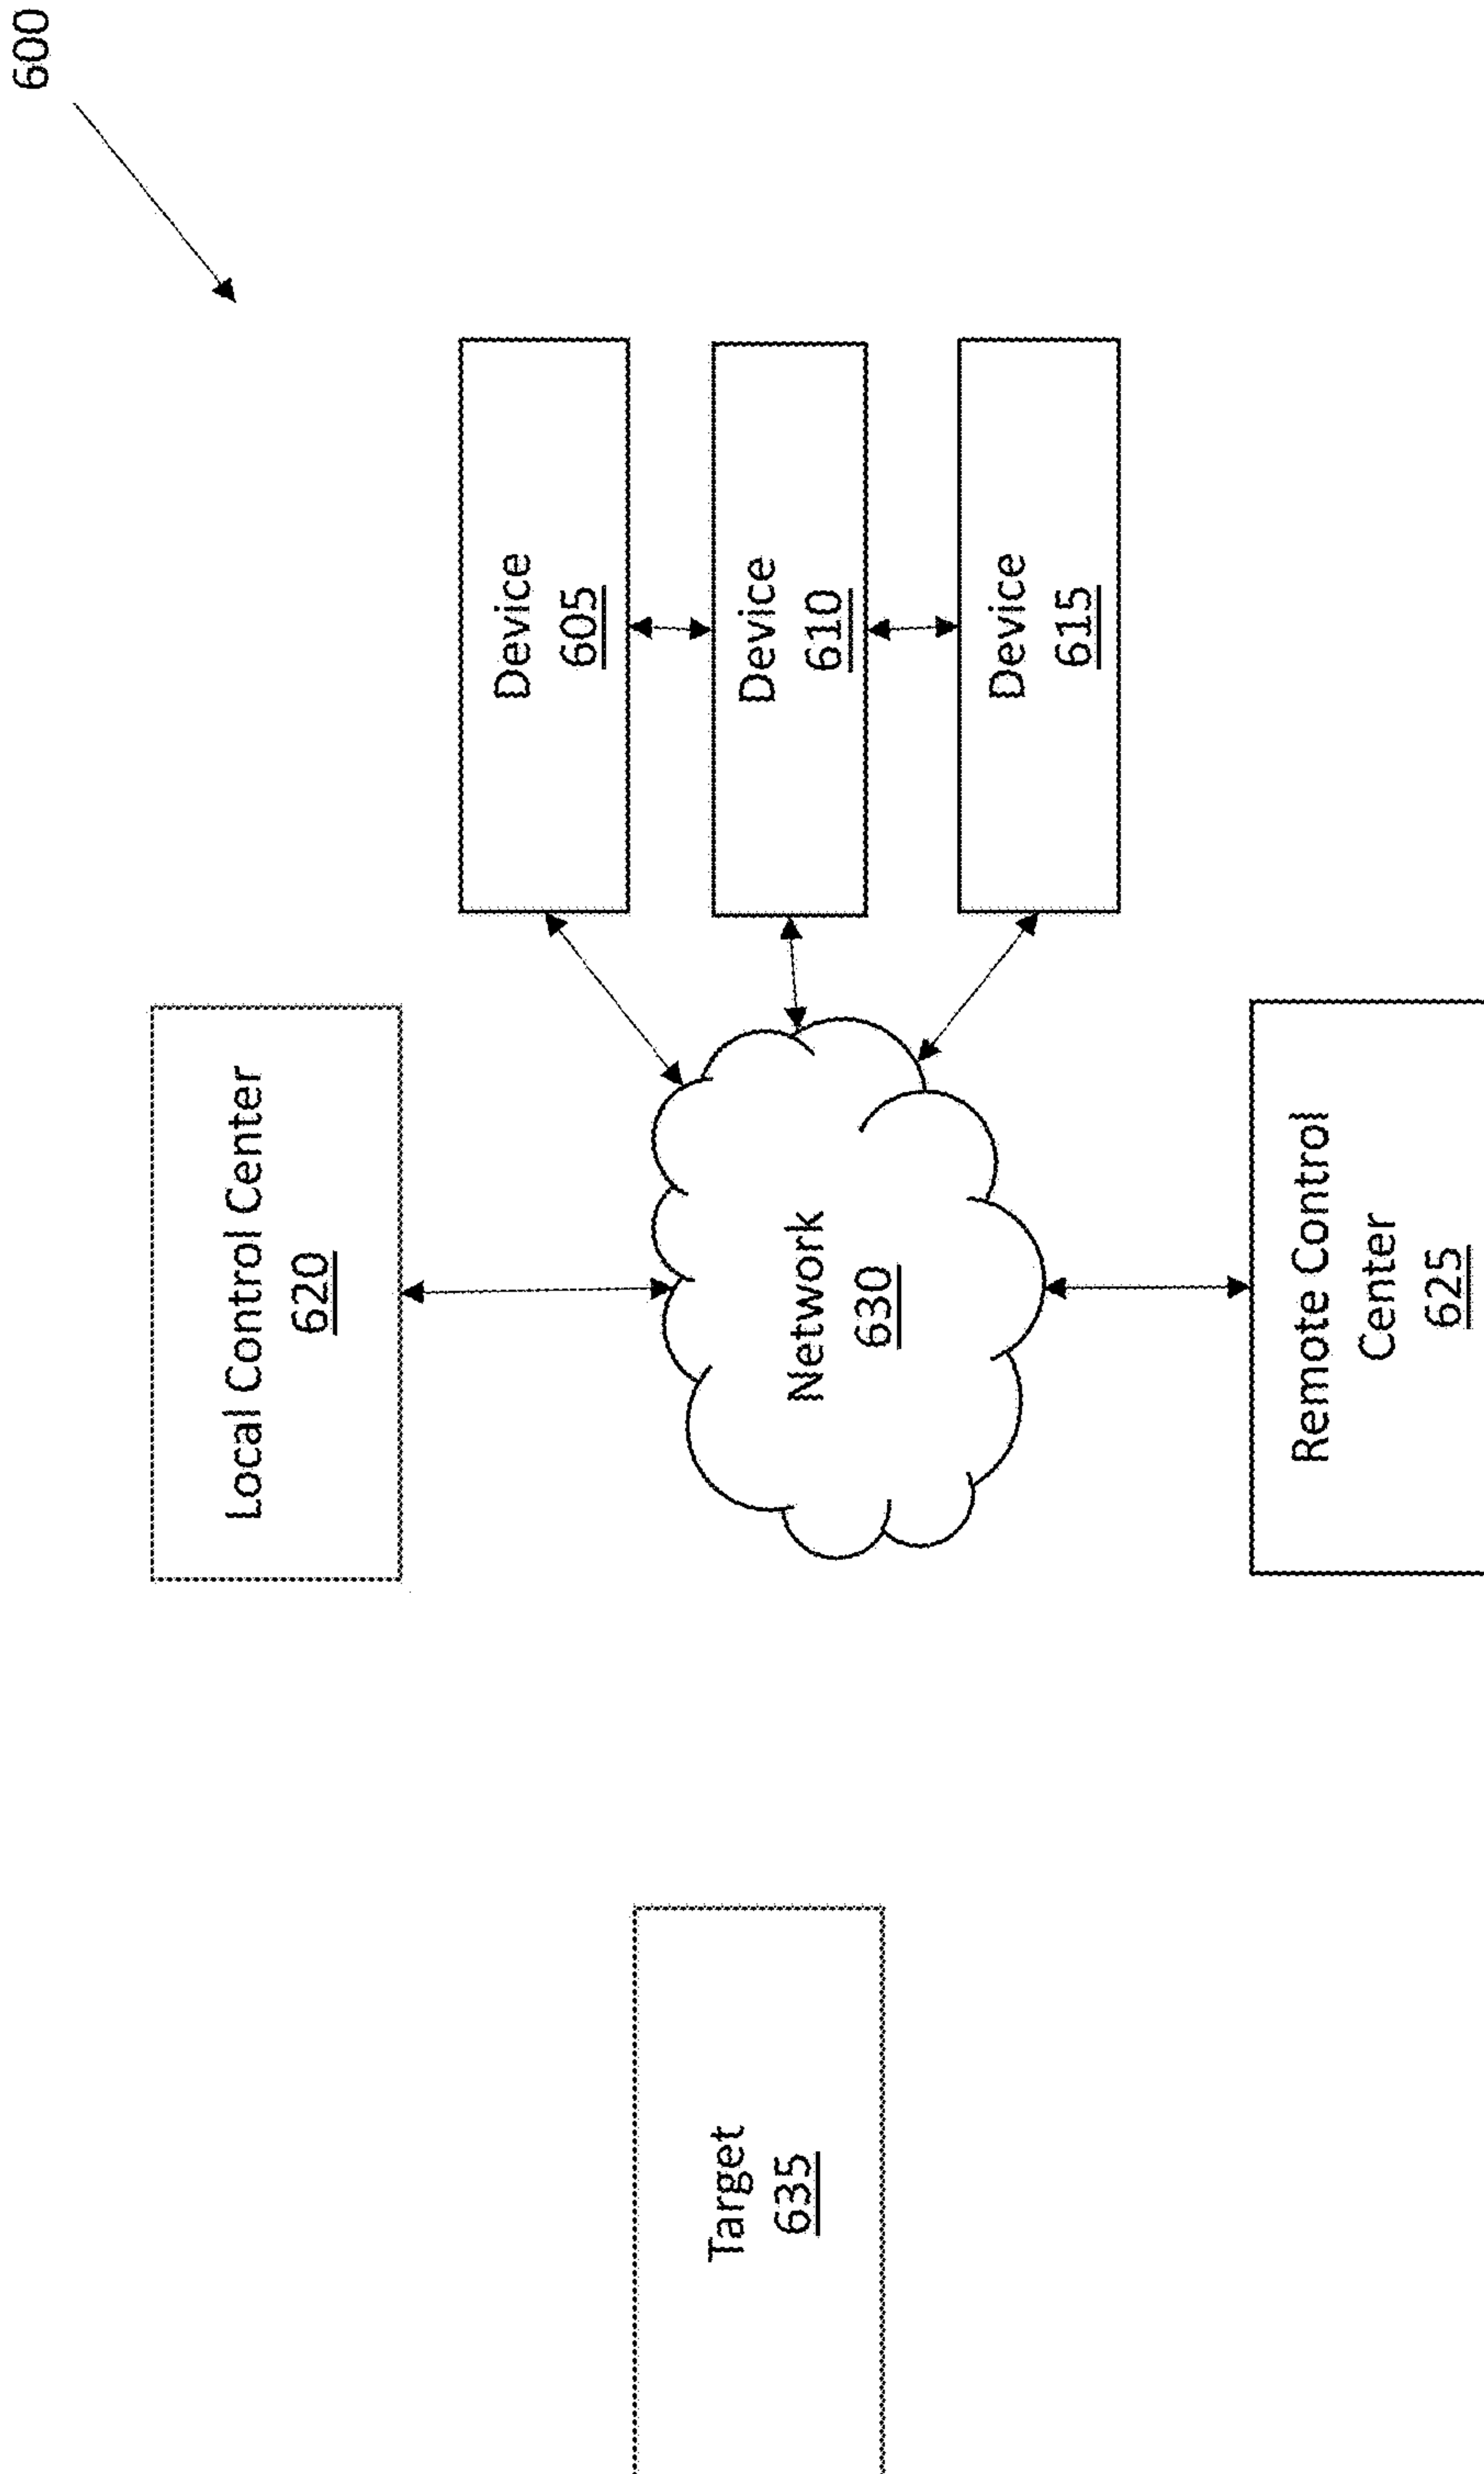 600
Local Control Center
620
Device
605
Device
610
Device
615
Network
630
Target
635
Remote Control
Center
625